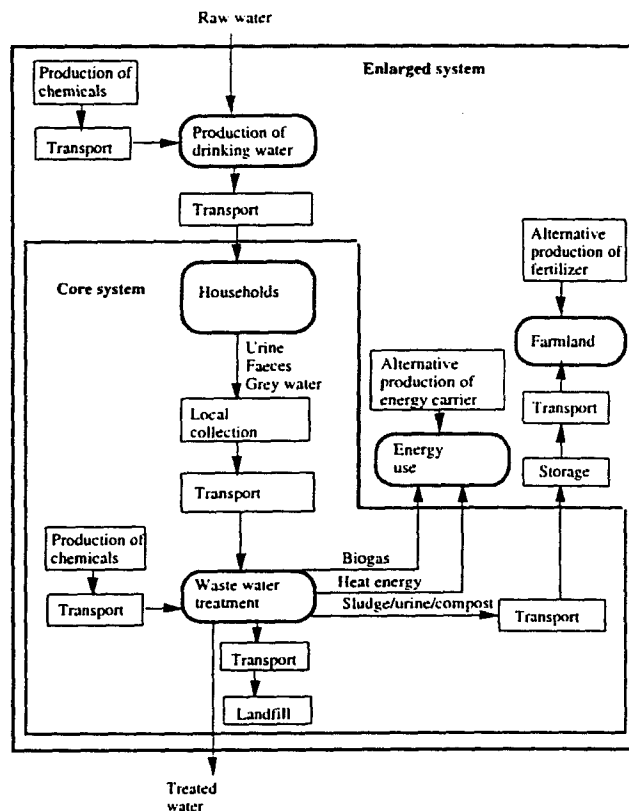 Raw water
Enlarged system
Production of
chemicals
Transport
Production of
drinking water
Transport
Core system
Households
Urine
Faeces
Grey water
Local
collection
Transport
Production of
chemicals
Transport
Waste water
treatment
Biogas
Heat energy
Sludge/urine/compost
Transport
Landfill
Treated
water
Alternative
production of
energy carrier
Energy
use
Alternative
production of
fertilizer
Farmland
Transport
Storage
Transport